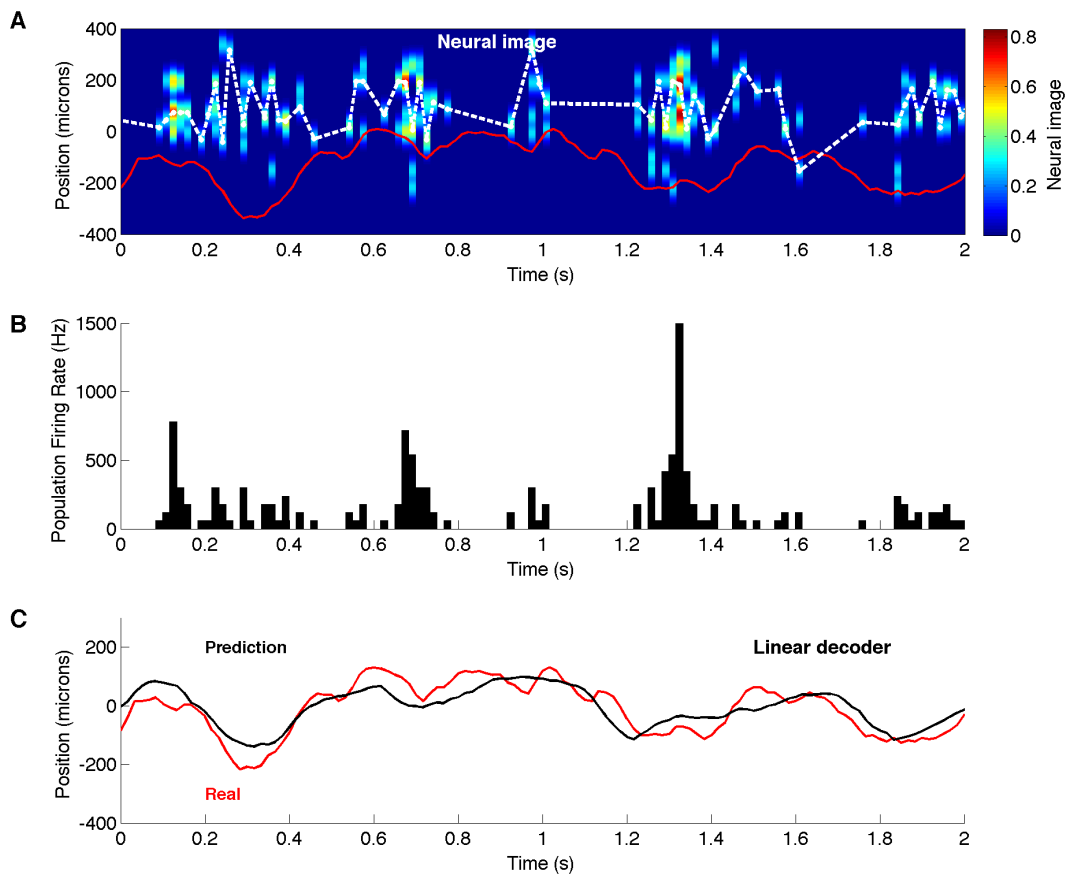 A
Neural image
Position (microns)
400
200
0
-200
-400
0 0.2 0.4 0.6 0.8 1 1.2 1.4 1.6 1.8 2
Time (s)
0.8
0.6
0.4
0.2
0
Neural image
B
Population Firing Rate (Hz)
1500
1000
500
0
0 0.2 0.4 0.6 0.8 1 1.2 1.4 1.6 1.8 2
Time (s)
C
Prediction
Linear decoder
Real
Position (microns)
200
0
-200
-400
0 0.2 0.4 0.6 0.8 1 1.2 1.4 1.6 1.8 2
Time (s)